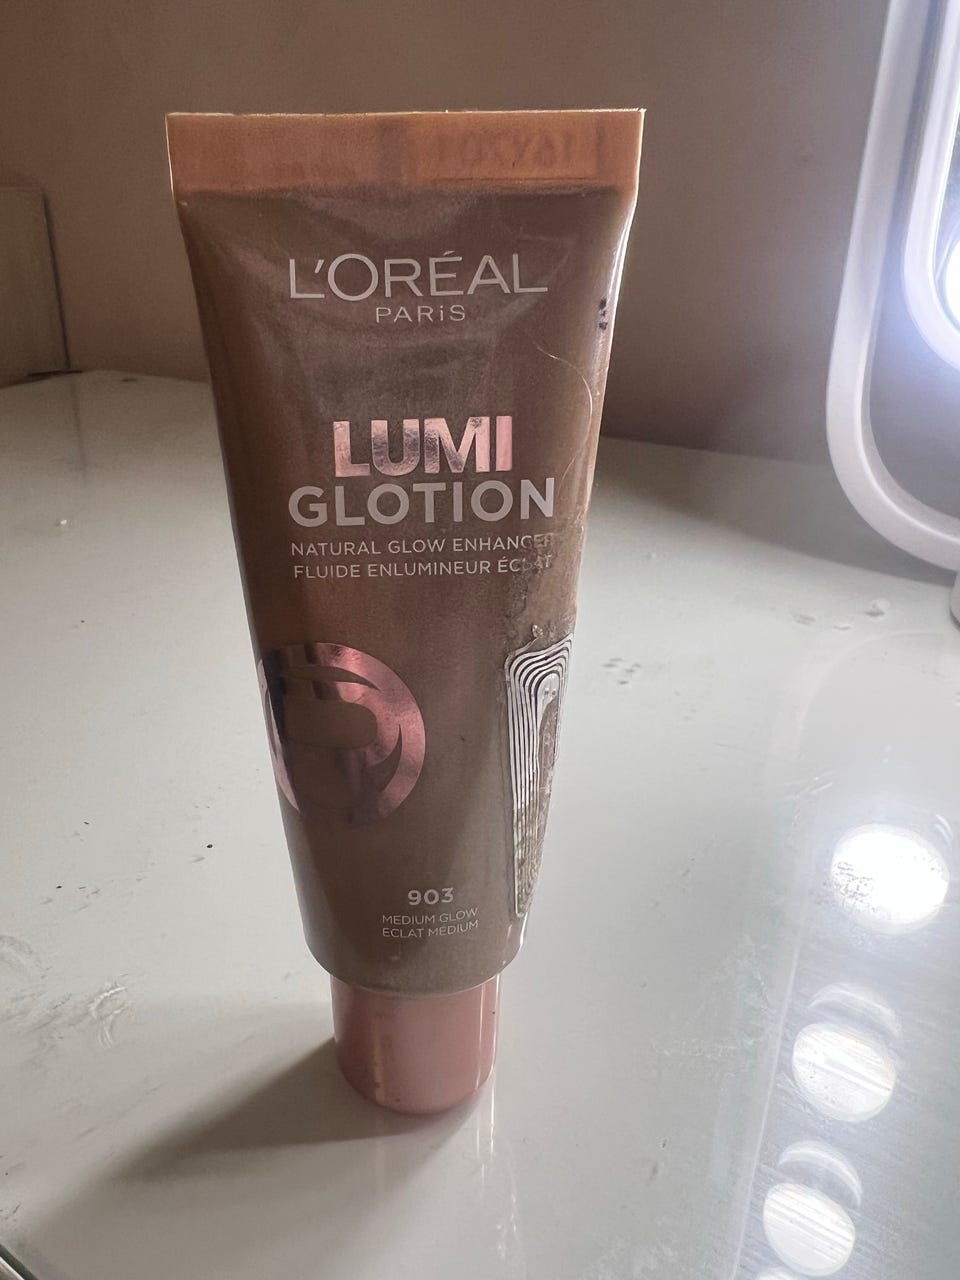 L'ORÉAL
PARiS
LUMI
GLOTION
NATURAL GLOW ENHANCER
FLUIDE ENLUMINEUR ÉCLAT
903
MEDIUM GLOW
ÉCLAT MEDIUM